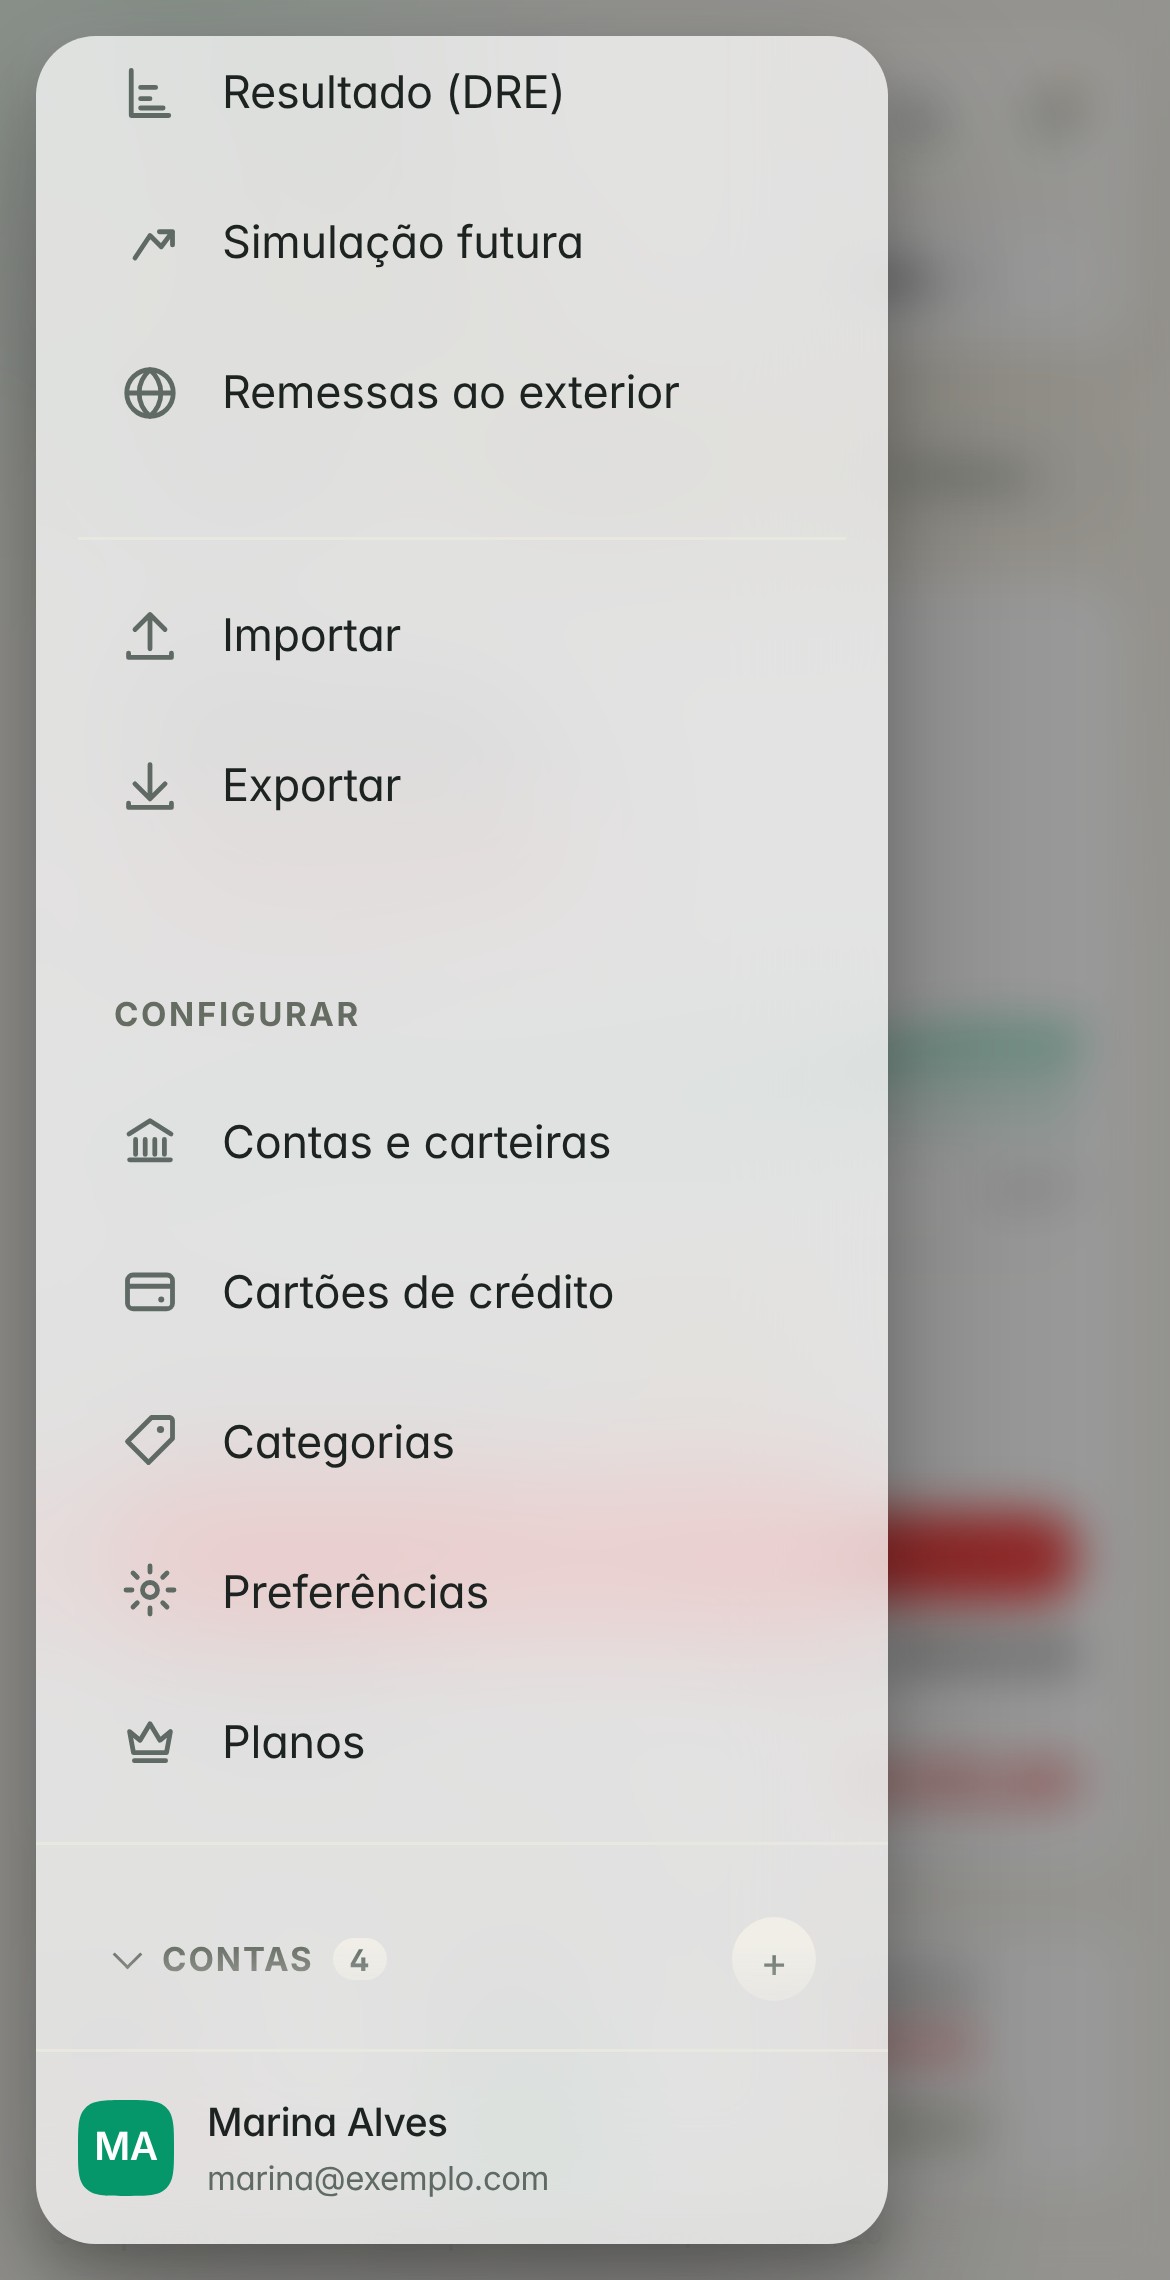 Resultado (DRE)
Simulação futura
Remessas ao exterior
Importar
Exportar
CONFIGURAR
Contas e carteiras
Cartões de crédito
Categorias
Preferências
Planos
CONTAS 4 +
MA
Marina Alves
marina@exemplo.com